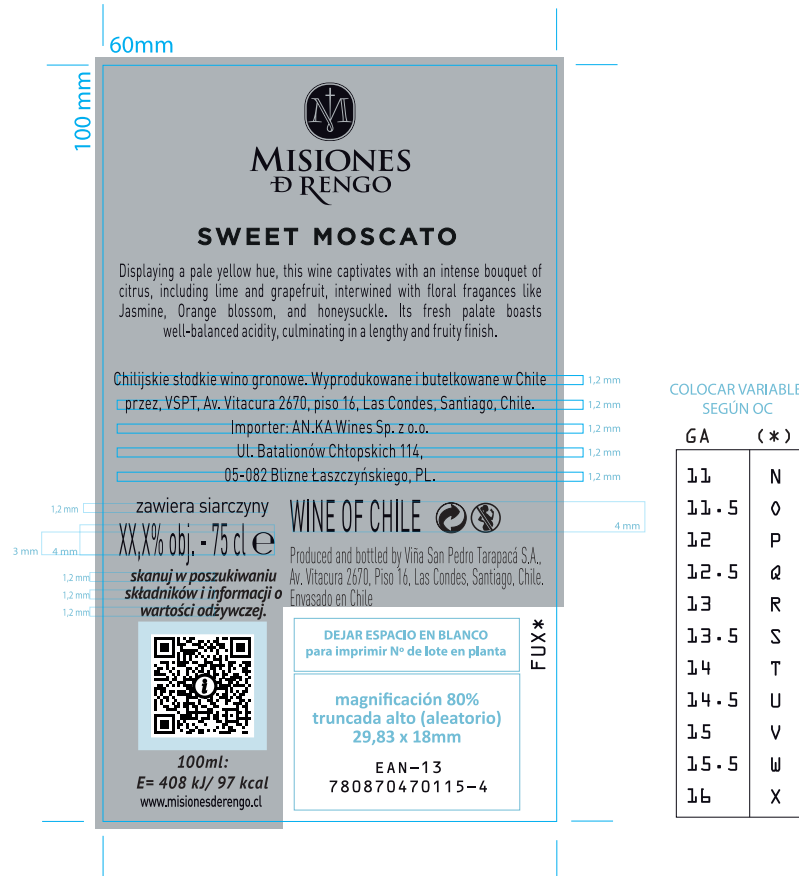 60mm
100 mm
M
MISIONES
Đ RENGO
SWEET MOSCATO
Displaying a pale yellow hue, this wine captivates with an intense bouquet of
citrus, including lime and grapefruit, interwined with floral fragances like
Jasmine, Orange blossom, and honeysuckle. Its fresh palate boasts
well-balanced acidity, culminating in a lengthy and fruity finish.
Chilijskie słodkie wino gronowe. Wyprodukowane i butelkowane w Chile
1,2 mm
przez, VSPT, Av. Vitacura 2670, piso 16, Las Condes, Santiago, Chile.
1,2 mm
Importer: AN.KA Wines Sp. z o.o.
1,2 mm
Ul. Batalionów Chłopskich 114,
1,2 mm
05-082 Blizne Łaszczyńskiego, PL.
1,2 mm
1,2 mm
zawiera siarczyny
3 mm
4 mm
XX,X% obj. - 75 cl ℮
1,2 mm
skanuj w poszukiwaniu
1,2 mm
składników i informacji o
1,2 mm
wartości odżywczej.
WINE OF CHILE
4 mm
Produced and bottled by Viña San Pedro Tarapacá S.A.,
Av. Vitacura 2670, Piso 16, Las Condes, Santiago, Chile.
Envasado en Chile
i
100ml:
E= 408 kJ/ 97 kcal
www.misionesderengo.cl
DEJAR ESPACIO EN BLANCO
para imprimir Nº de lote en planta
FUX*
magnificación 80%
truncada alto (aleatorio)
29,83 x 18mm
EAN-13
780870470115-4
COLOCAR VARIABLE
SEGÚN OC
GA (*)
11 N
11.5 O
12 P
12.5 Q
13 R
13.5 S
14 T
14.5 U
15 V
15.5 W
16 X